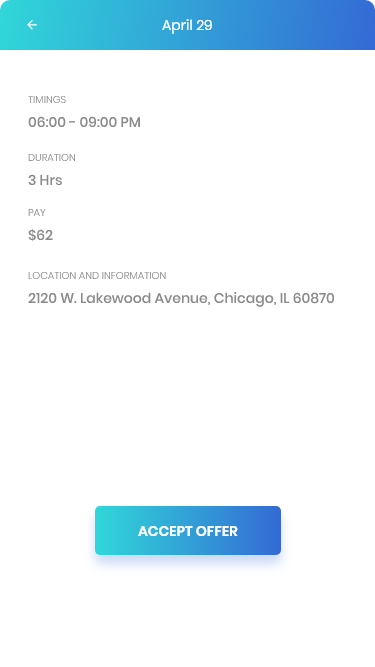 April 29
TIMINGS
06:00 - 09:00 PM
DURATION
3 Hrs
PAY
$62
LOCATION AND INFORMATION
2120 W. Lakewood Avenue, Chicago, IL 60870
ACCEPT OFFER